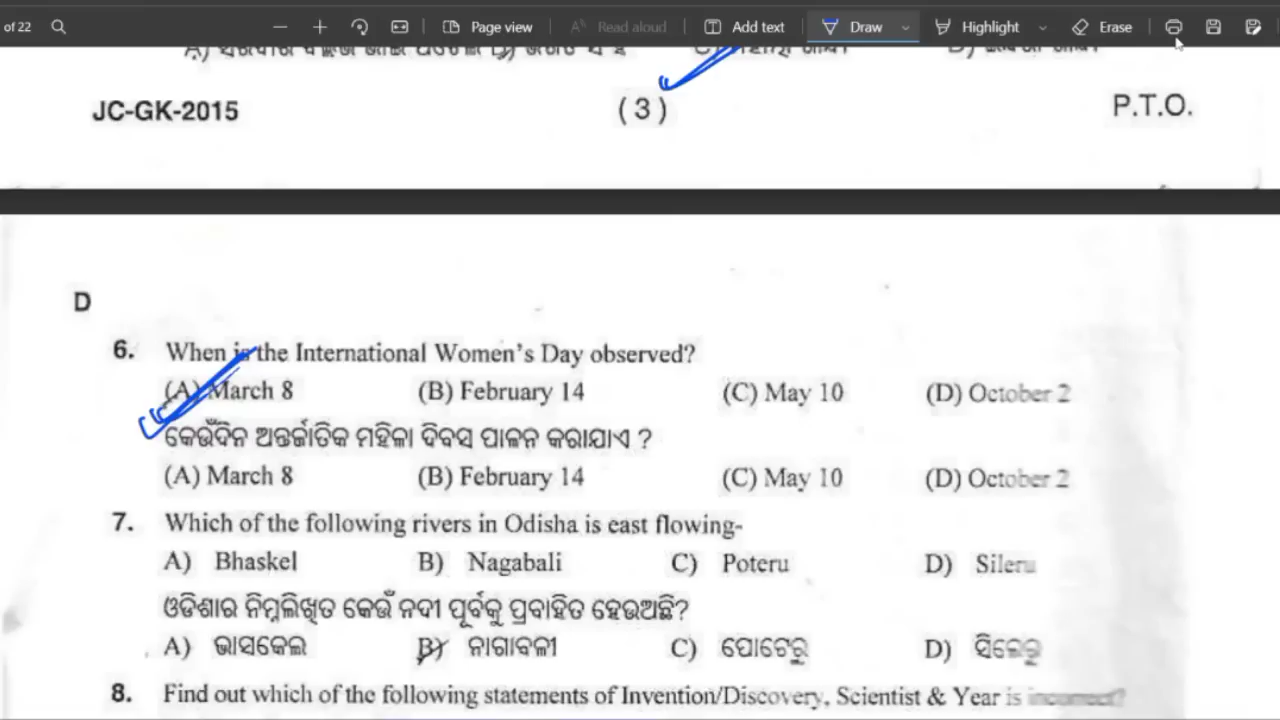 of 22 Page view Read aloud Add text Draw Highlight Erase
JC-GK-2015 (3) P.T.O.
D
6. When is the International Women's Day observed?
(A) March 8 (B) February 14 (C) May 10 (D) October 2
କେଉଁଦିନ ଅନ୍ତର୍ଜାତିକ ମହିଳା ଦିବସ ପାଳନ କରାଯାଏ ?
(A) March 8 (B) February 14 (C) May 10 (D) October 2
7. Which of the following rivers in Odisha is east flowing-
A) Bhaskel B) Nagabali C) Poteru D) Sileru
ଓଡିଶାର ନିମ୍ନଲିଖିତ କେଉଁ ନଦୀ ପୂର୍ବକୁ ପ୍ରବାହିତ ହେଉଅଛି?
A) ଭାସକେଲ B) ନାଗାବଳୀ C) ପୋଟେରୁ D) ସିଲେରୁ
8. Find out which of the following statements of Invention/Discovery, Scientist & Year is incorrect?